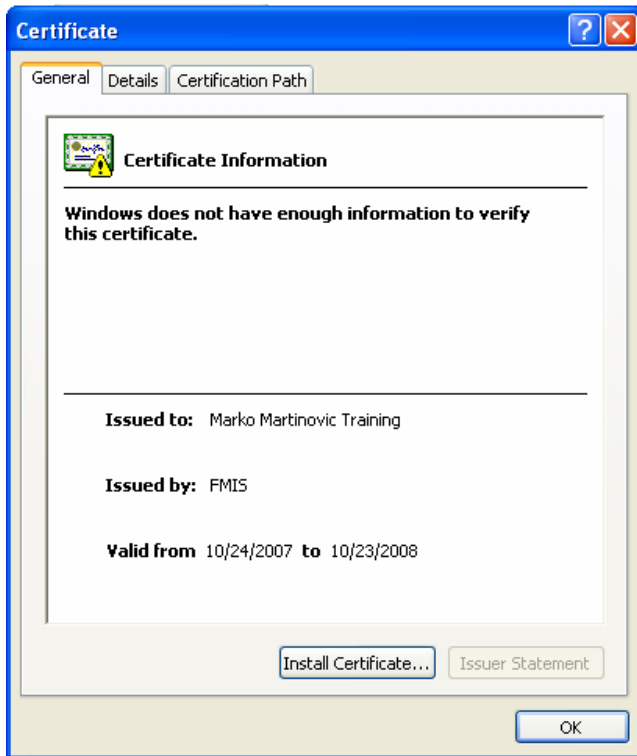 Certificate
General Details Certification Path
Certificate Information
Windows does not have enough information to verify
this certificate.
Issued to: Marko Martinovic Training
Issued by: FMIS
Valid from 10/24/2007 to 10/23/2008
Install Certificate... Issuer Statement
OK